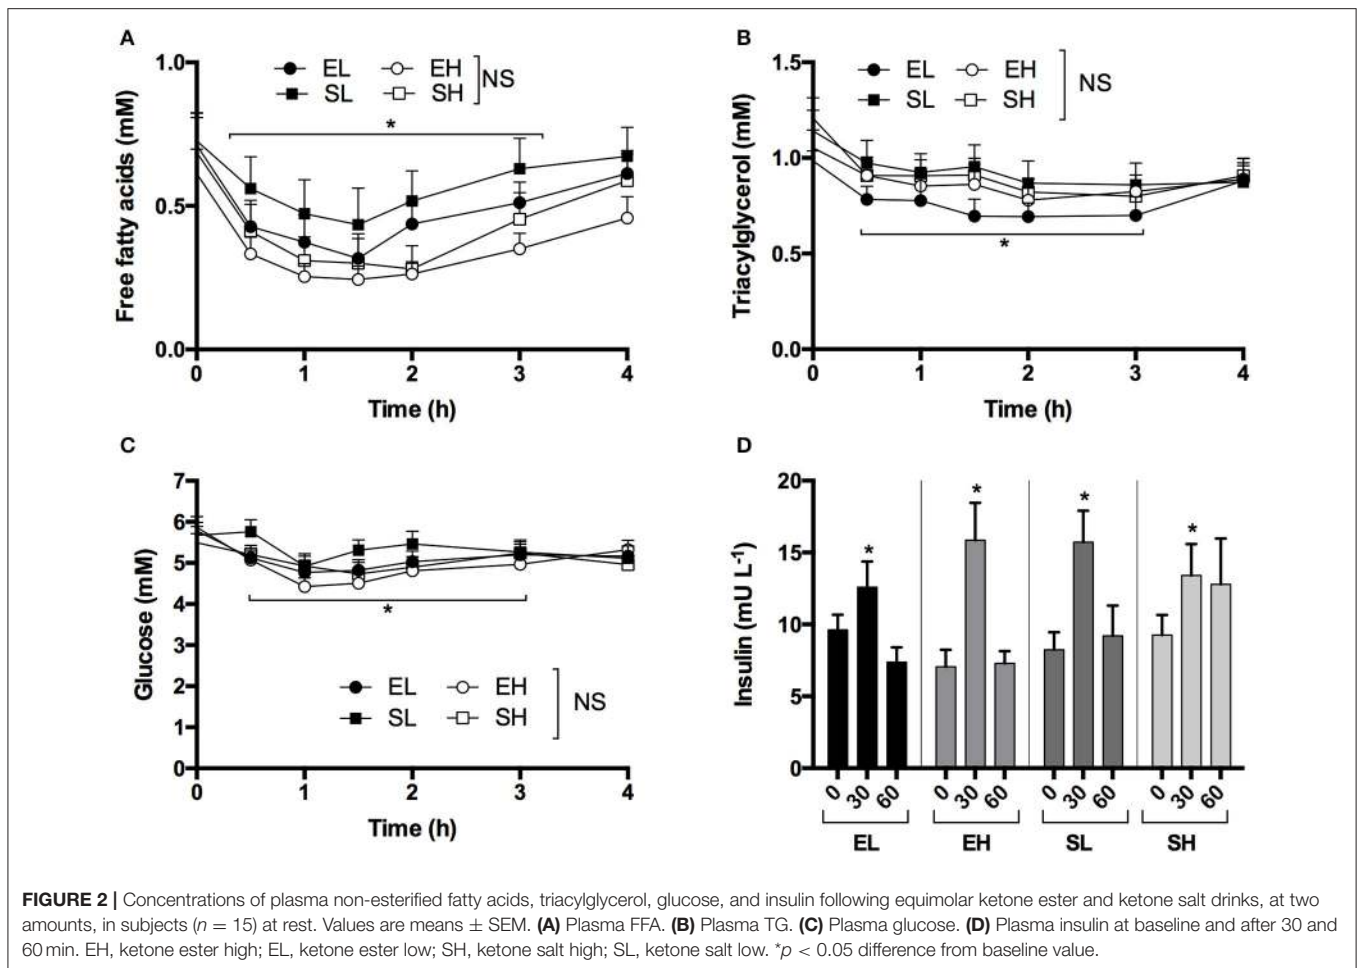 A
1.0
0.5
0.0
Free fatty acids (mM)
EL EH
SL SH
NS
*
0 1 2 3 4
Time (h)
B
1.5
1.0
0.5
0.0
Triacylglycerol (mM)
EL EH
SL SH
NS
*
0 1 2 3 4
Time (h)
C
7
6
5
4
3
2
1
0
Glucose (mM)
*
EL EH
SL SH
NS
0 1 2 3 4
Time (h)
D
20
15
10
5
0
Insulin (mU L-1)
* * * *
0 30 60 0 30 60 0 30 60 0 30 60
EL EH SL SH
FIGURE 2 | Concentrations of plasma non-esterified fatty acids, triacylglycerol, glucose, and insulin following equimolar ketone ester and ketone salt drinks, at two
amounts, in subjects (n = 15) at rest. Values are means ± SEM. (A) Plasma FFA. (B) Plasma TG. (C) Plasma glucose. (D) Plasma insulin at baseline and after 30 and
60 min. EH, ketone ester high; EL, ketone ester low; SH, ketone salt high; SL, ketone salt low. *p < 0.05 difference from baseline value.